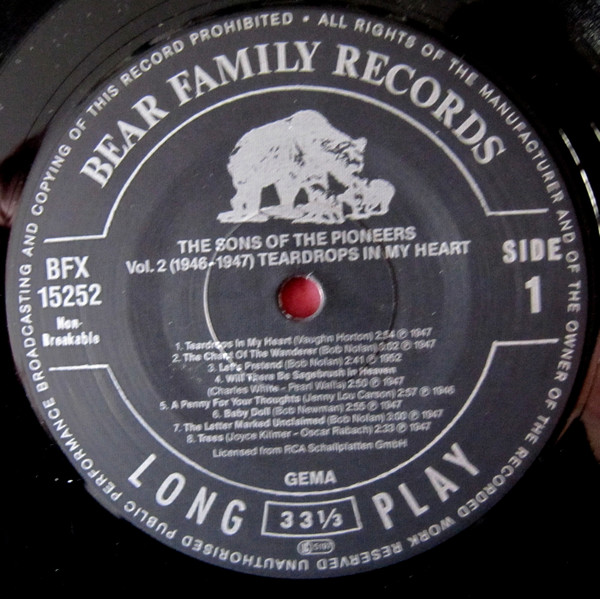 UNAUTHORISED PUBLIC PERFORMANCE BROADCASTING AND COPYING OF THIS RECORD PROHIBITED • ALL RIGHTS OF THE MANUFACTURER AND OF THE OWNER OF THE RECORDED WORK RESERVED
BEAR FAMILY RECORDS
THE SONS OF THE PIONEERS
Vol. 2 (1946-1947) TEARDROPS IN MY HEART
BFX
15252
Non-
Breakable
SIDE
1
1. Teardrops In My Heart (Vaughn Horton) 2:54 ℗ 1947
2. The Chant Of The Wanderer (Bob Nolan) 3:02 ℗ 1947
3. Let's Pretend (Bob Nolan) 2:41 ℗ 1952
4. Will There Be Sagebrush In Heaven
(Charles White - Pearl Watts) 2:50 ℗ 1947
5. A Penny For Your Thoughts (Jenny Lou Carson) 2:57 ℗ 1946
6. Baby Doll (Bob Newman) 2:55 ℗ 1947
7. The Letter Marked Unclaimed (Bob Nolan) 3:00 ℗ 1947
8. Trees (Joyce Kilmer - Oscar Rabach) 2:33 ℗ 1947
Licensed from RCA Schallplatten GmbH
GEMA
LONG PLAY
33 1/3